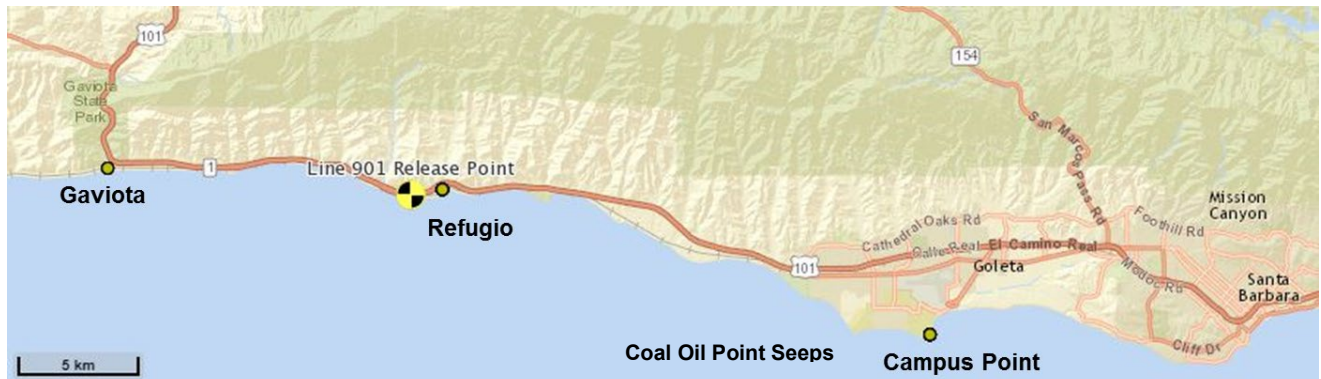 101
154
Gaviota
State
Park
San Marcos Pass Rd
1
Line 901 Release Point
Gaviota
Refugio
Mission
Canyon
Foothill Rd
Cathedral Oaks Rd
Calle Real
El Camino Real
101
Goleta
Modoc Rd
Santa
Barbara
Cliff Dr
Coal Oil Point Seeps
Campus Point
5 km